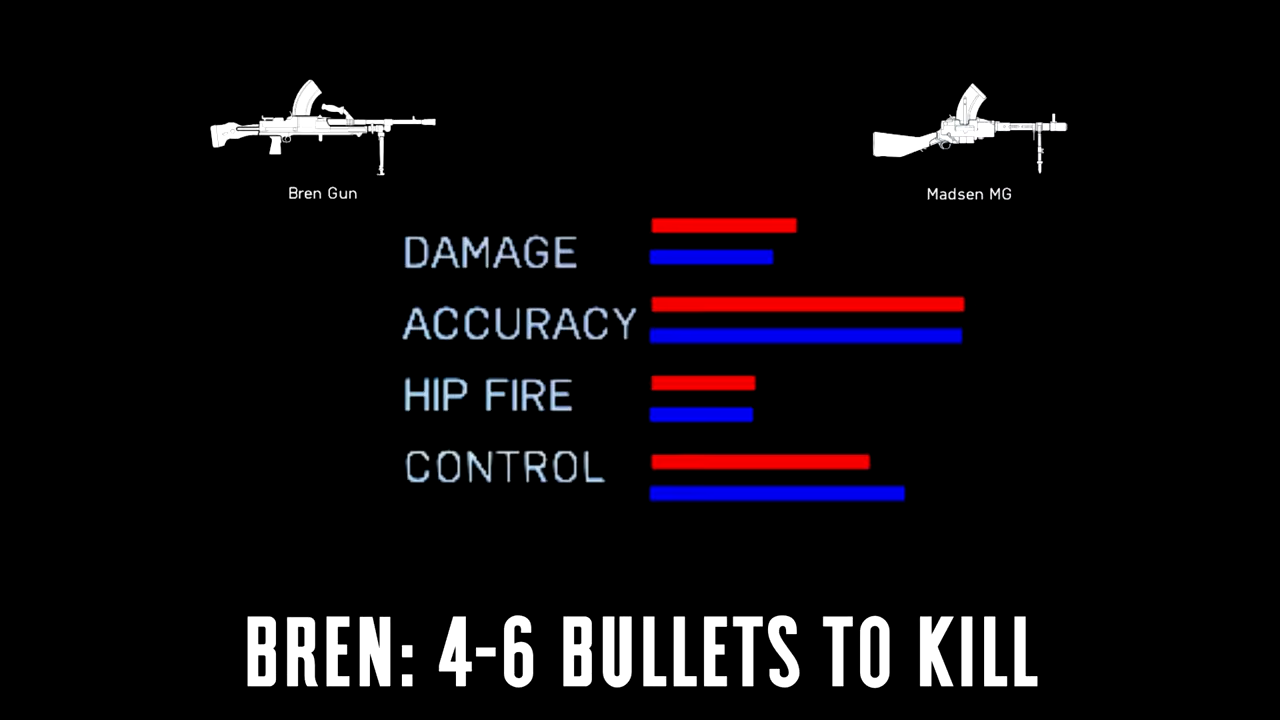 Bren Gun
Madsen MG
DAMAGE
ACCURACY
HIP FIRE
CONTROL
BREN: 4-6 BULLETS TO KILL